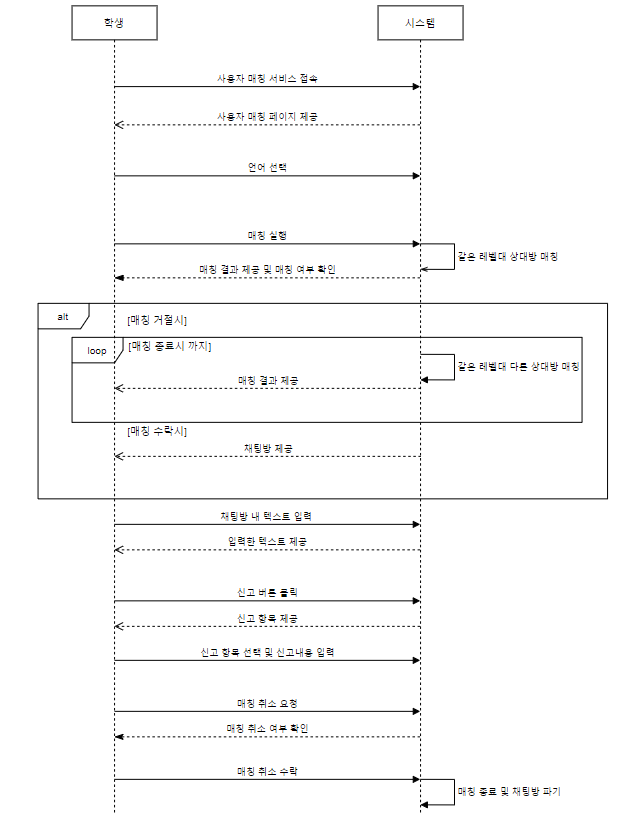 학생
시스템
사용자 매칭 서비스 접속
사용자 매칭 페이지 제공
언어 선택
매칭 실행
같은 레벨대 상대방 매칭
매칭 결과 제공 및 매칭 여부 확인
alt
[매칭 거절시]
loop
[매칭 종료시 까지]
같은 레벨대 다른 상대방 매칭
매칭 결과 제공
[매칭 수락시]
채팅방 제공
채팅방 내 텍스트 입력
입력한 텍스트 제공
신고 버튼 클릭
신고 항목 제공
신고 항목 선택 및 신고내용 입력
매칭 취소 요청
매칭 취소 여부 확인
매칭 취소 수락
매칭 종료 및 채팅방 파기